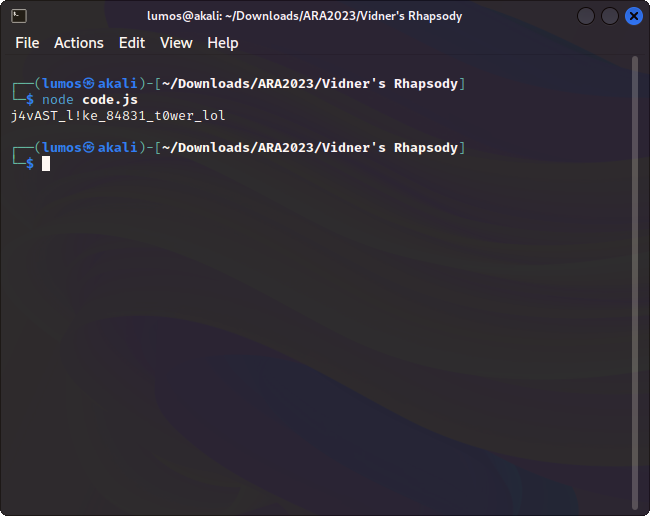 lumos@akali: ~/Downloads/ARA2023/Vidner's Rhapsody
File Actions Edit View Help
┌──(lumos㉿akali)-[~/Downloads/ARA2023/Vidner's Rhapsody]
└─$ node code.js
j4vAST_l!ke_84831_t0wer_lol
┌──(lumos㉿akali)-[~/Downloads/ARA2023/Vidner's Rhapsody]
└─$